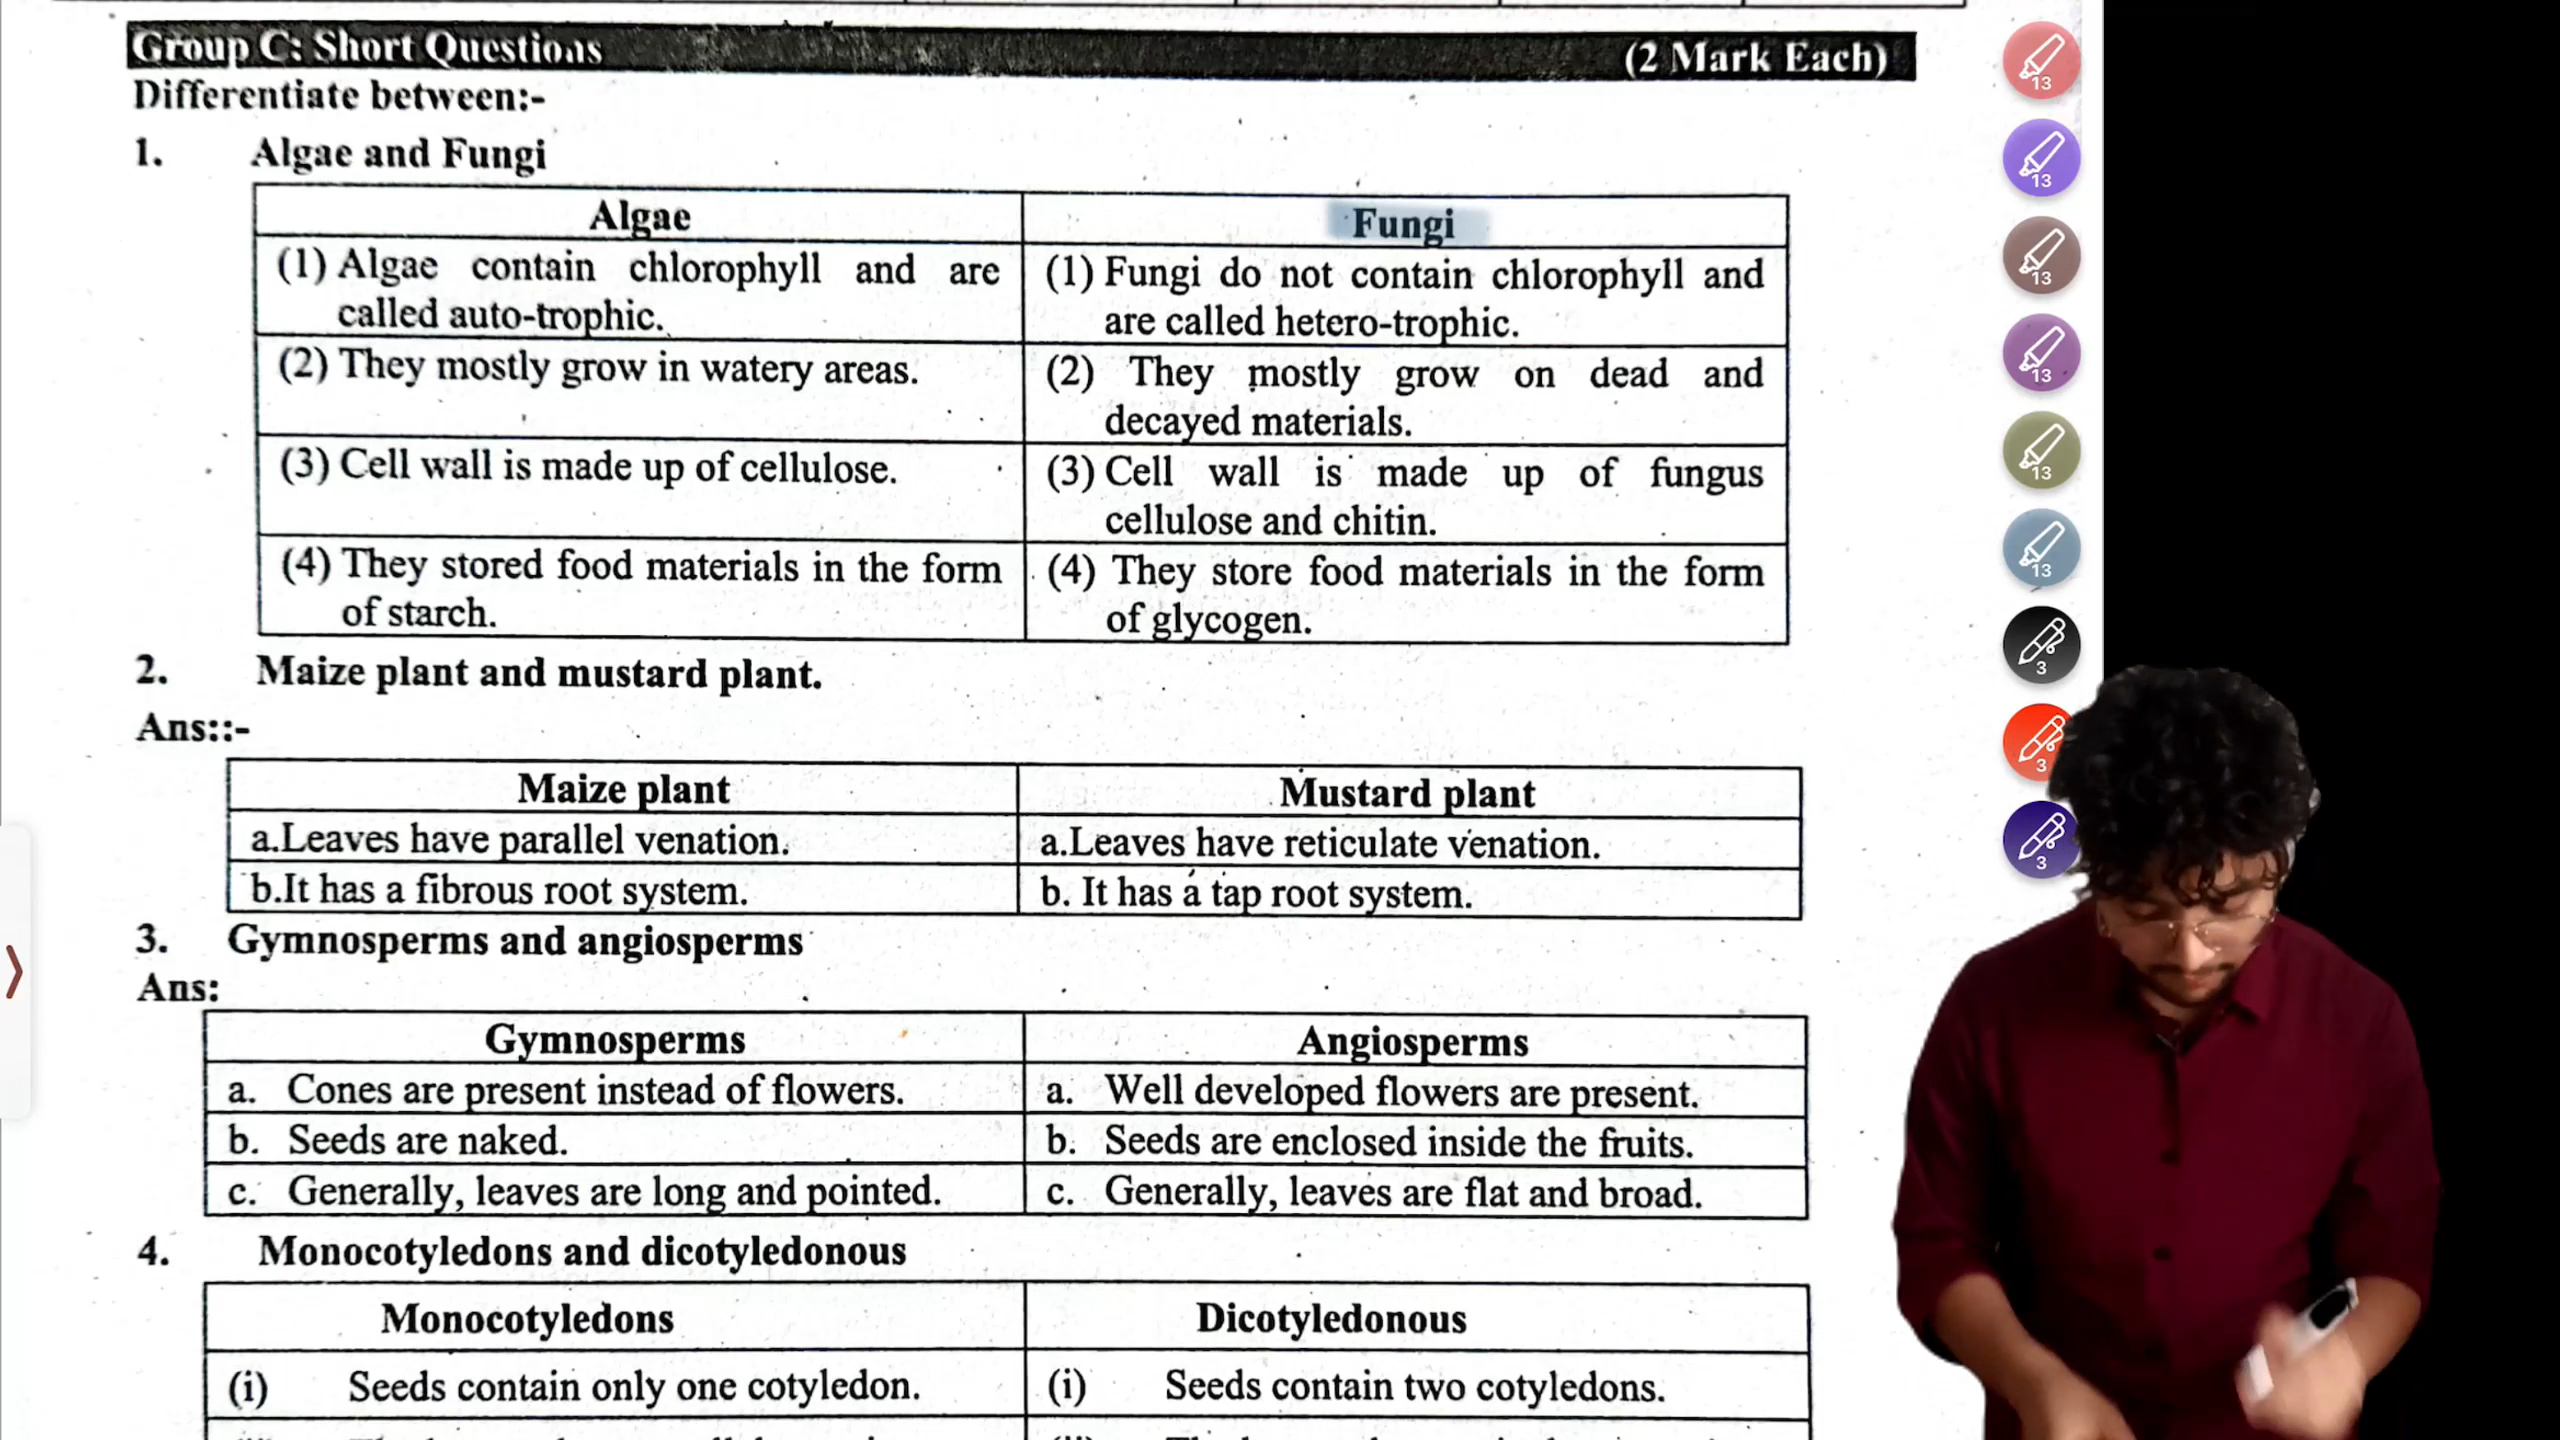 Group C: Short Questions (2 Mark Each)
Differentiate between:-
1. Algae and Fungi
Algae Fungi
(1) Algae contain chlorophyll and are called auto-trophic.
(1) Fungi do not contain chlorophyll and are called hetero-trophic.
(2) They mostly grow in watery areas.
(2) They mostly grow on dead and decayed materials.
(3) Cell wall is made up of cellulose.
(3) Cell wall is made up of fungus cellulose and chitin.
(4) They stored food materials in the form of starch.
(4) They store food materials in the form of glycogen.
2. Maize plant and mustard plant.
Ans::-
Maize plant Mustard plant
a.Leaves have parallel venation. a.Leaves have reticulate venation.
b.It has a fibrous root system. b. It has a tap root system.
3. Gymnosperms and angiosperms
Ans:
Gymnosperms Angiosperms
a. Cones are present instead of flowers. a. Well developed flowers are present.
b. Seeds are naked. b. Seeds are enclosed inside the fruits.
c. Generally, leaves are long and pointed. c. Generally, leaves are flat and broad.
4. Monocotyledons and dicotyledonous
Monocotyledons Dicotyledonous
(i) Seeds contain only one cotyledon. (i) Seeds contain two cotyledons.
13
13
13
13
13
13
3
3
3